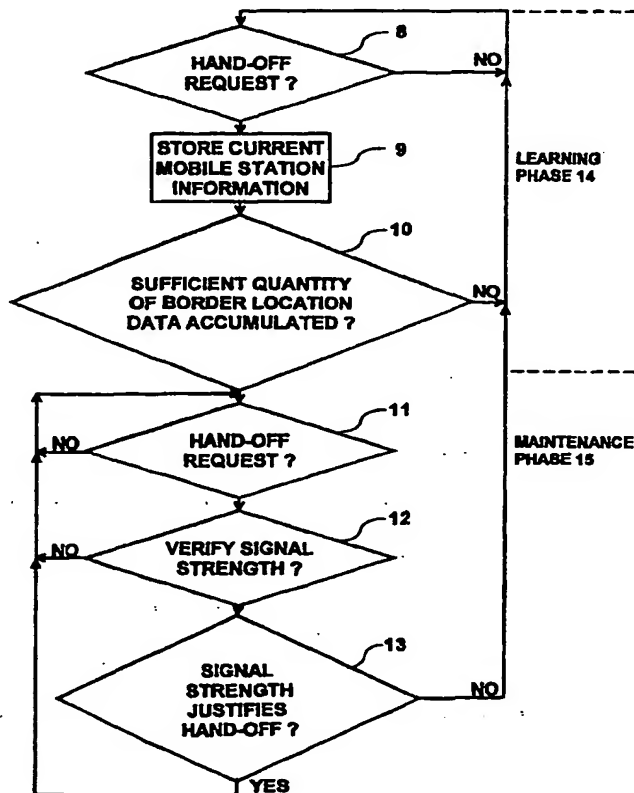 8
HAND-OFF
REQUEST ?
NO
STORE CURRENT
MOBILE STATION
INFORMATION
9
LEARNING
PHASE 14
10
SUFFICIENT QUANTITY
OF BORDER LOCATION
DATA ACCUMULATED ?
NO
11
HAND-OFF
REQUEST ?
NO
MAINTENANCE
PHASE 15
12
VERIFY SIGNAL
STRENGTH ?
NO
13
SIGNAL
STRENGTH
JUSTIFIES
HAND-OFF ?
NO
YES